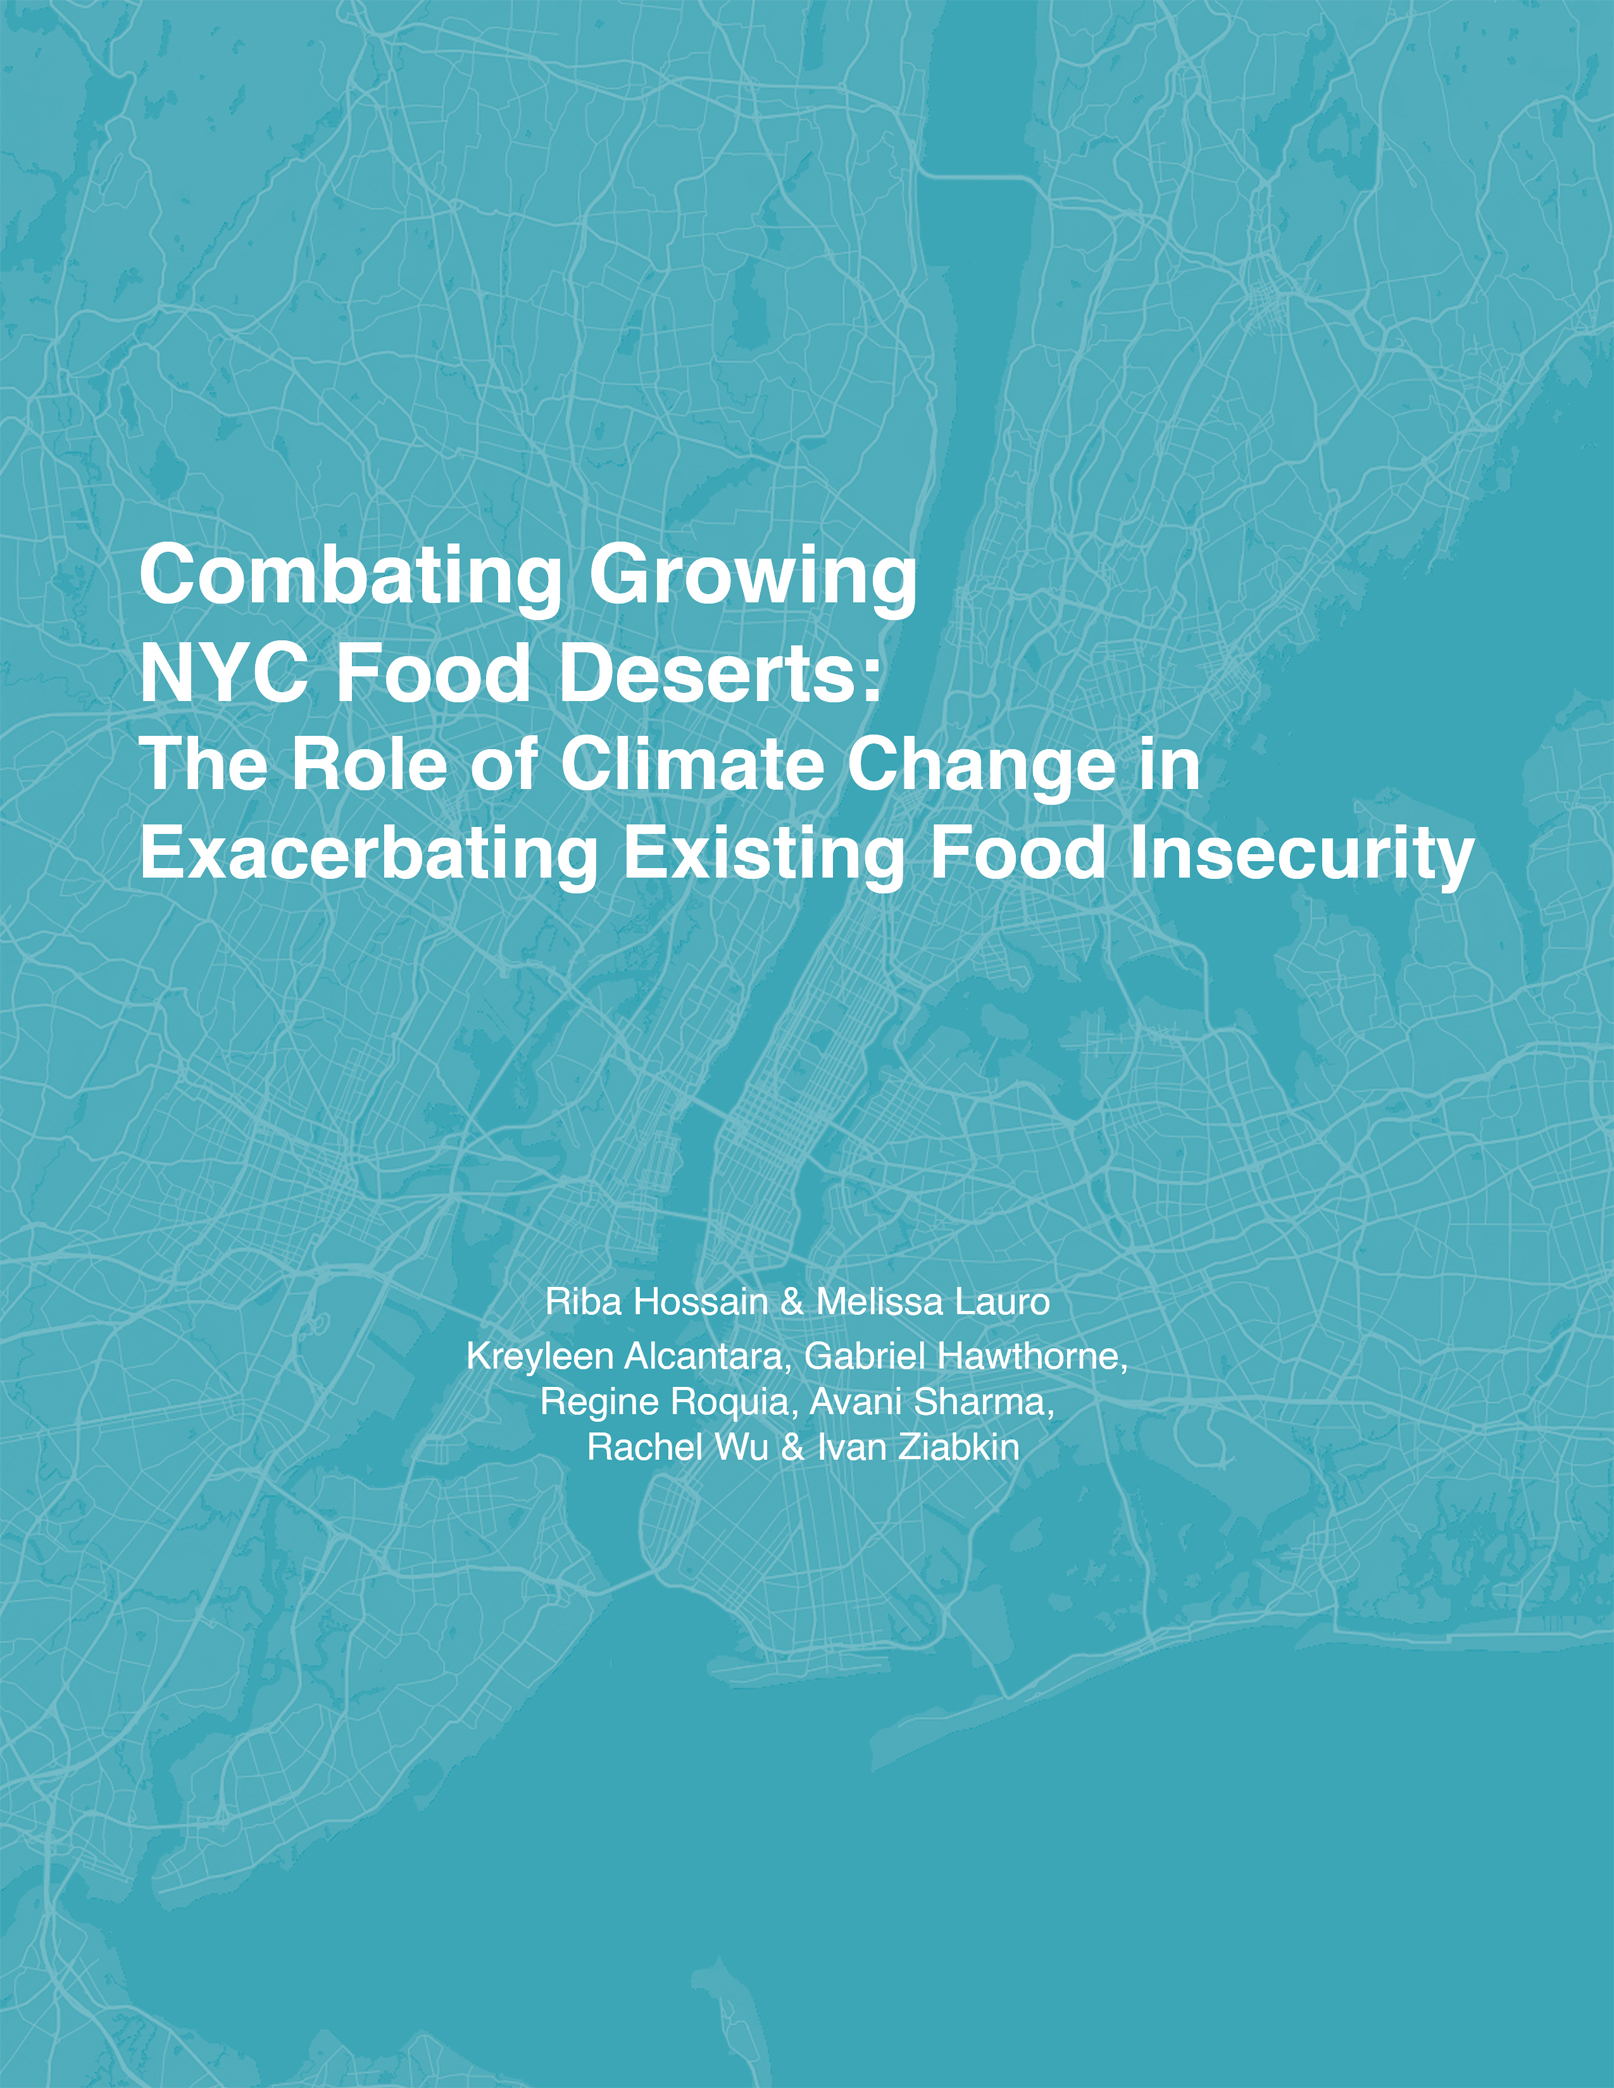 Combating Growing
NYC Food Deserts:
The Role of Climate Change in
Exacerbating Existing Food Insecurity
Riba Hossain & Melissa Lauro
Kreyleen Alcantara, Gabriel Hawthorne,
Regine Roquia, Avani Sharma,
Rachel Wu & Ivan Ziabkin